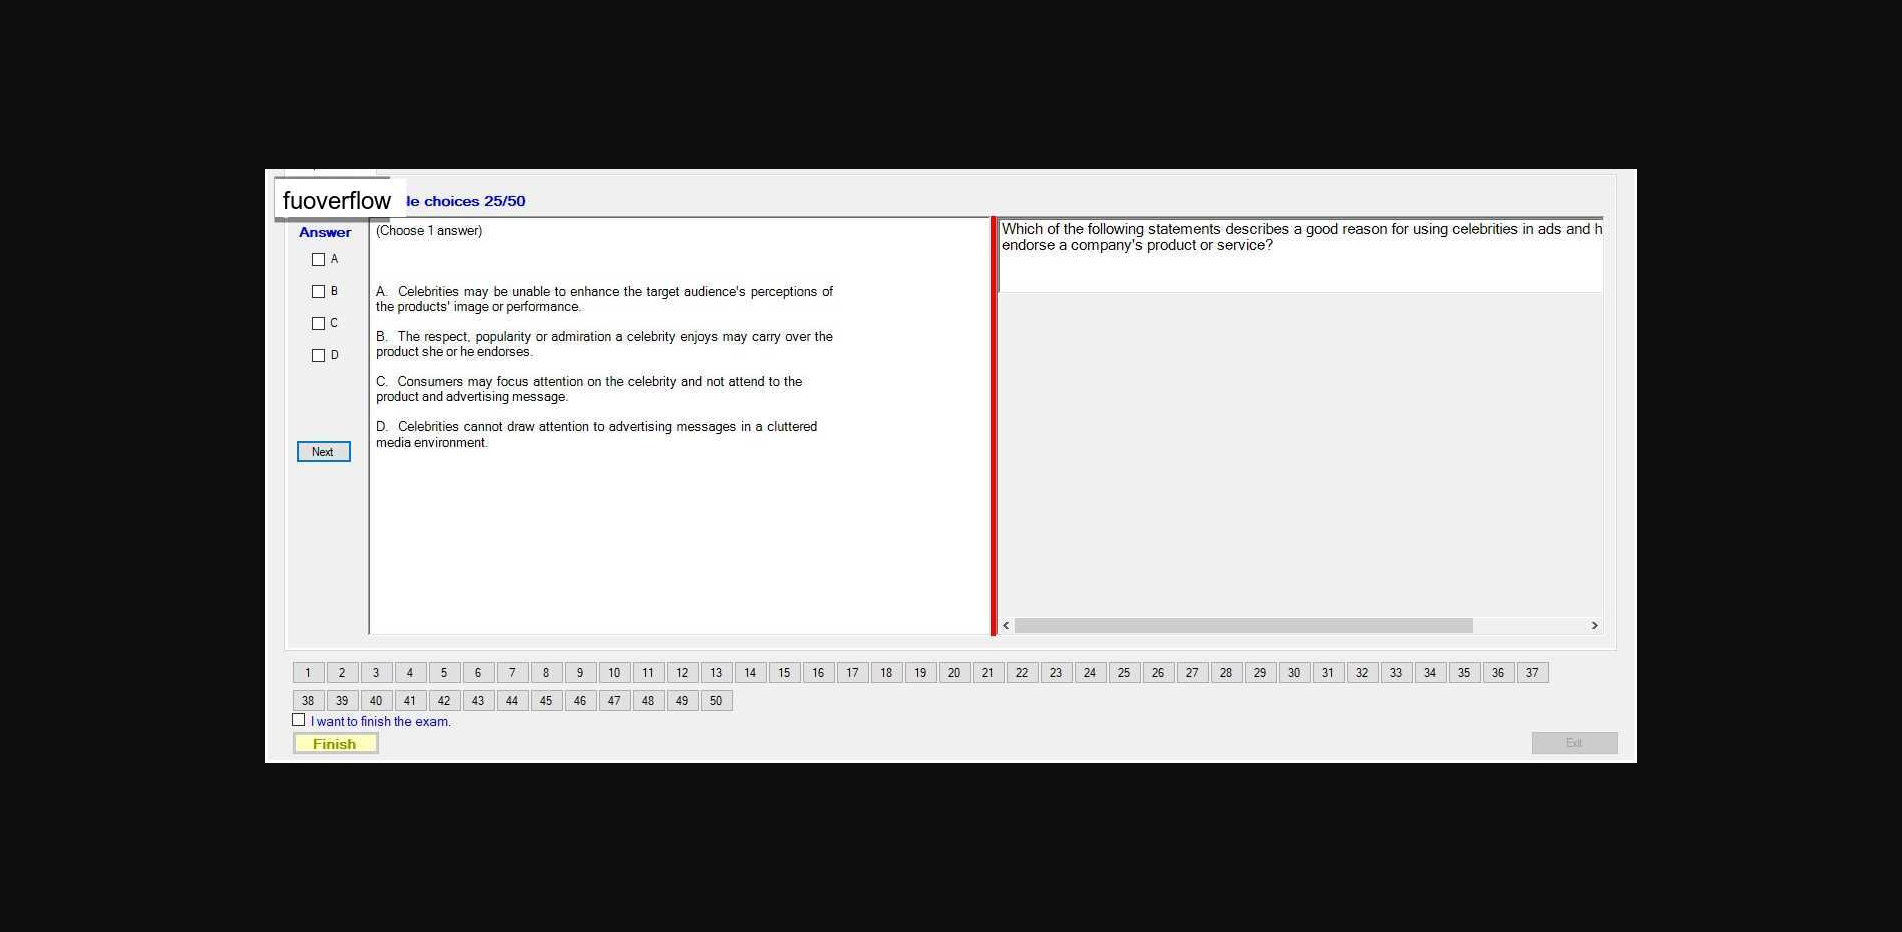 fuoverflow
le choices 25/50
Answer
(Choose 1 answer)
A
B
C
D
A. Celebrities may be unable to enhance the target audience's perceptions of
the products' image or performance.
B. The respect, popularity or admiration a celebrity enjoys may carry over the
product she or he endorses.
C. Consumers may focus attention on the celebrity and not attend to the
product and advertising message.
D. Celebrities cannot draw attention to advertising messages in a cluttered
media environment.
Next
Which of the following statements describes a good reason for using celebrities in ads and h
endorse a company's product or service?
1 2 3 4 5 6 7 8 9 10 11 12 13 14 15 16 17 18 19 20 21 22 23 24 25 26 27 28 29 30 31 32 33 34 35 36 37
38 39 40 41 42 43 44 45 46 47 48 49 50
I want to finish the exam.
Finish
Exit